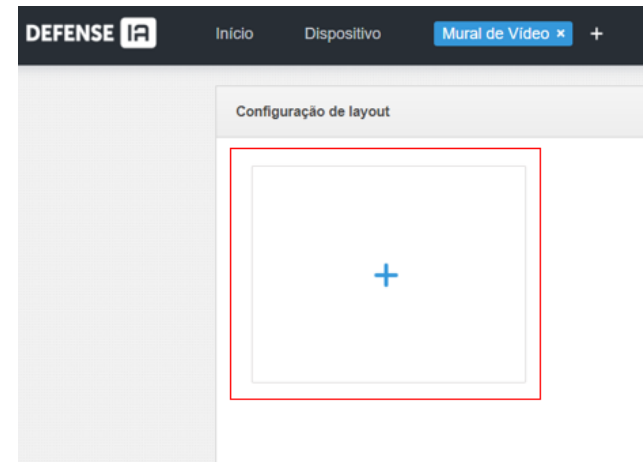 DEFENSE IA Início Dispositivo Mural de Vídeo × +
Configuração de layout
+